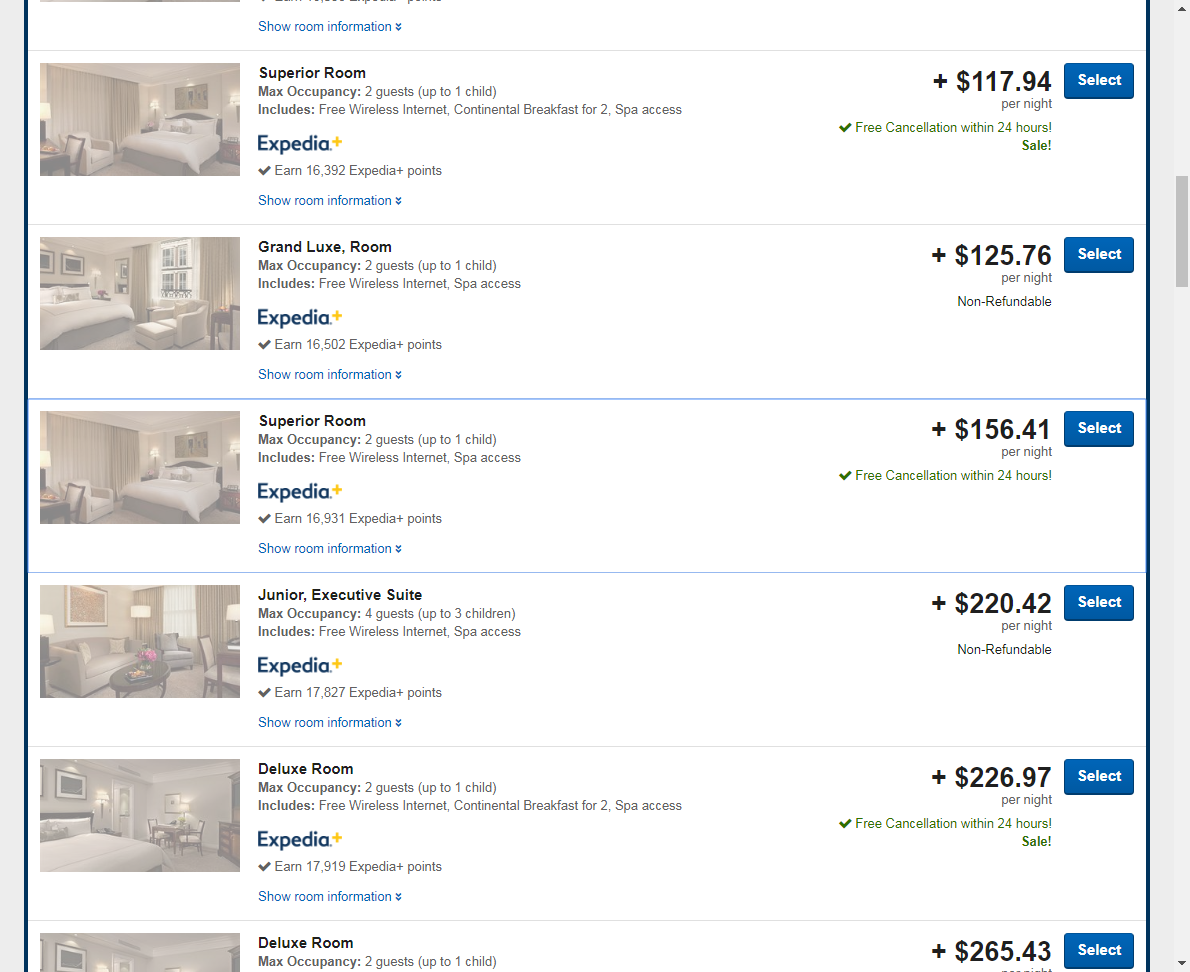 Show room information
Superior Room
Max Occupancy: 2 guests (up to 1 child)
Includes: Free Wireless Internet, Continental Breakfast for 2, Spa access
Expedia+
Earn 16,392 Expedia+ points
Show room information
+ $117.94
per night
Free Cancellation within 24 hours!
Sale!
Select
Grand Luxe, Room
Max Occupancy: 2 guests (up to 1 child)
Includes: Free Wireless Internet, Spa access
Expedia+
Earn 16,502 Expedia+ points
Show room information
+ $125.76
per night
Non-Refundable
Select
Superior Room
Max Occupancy: 2 guests (up to 1 child)
Includes: Free Wireless Internet, Spa access
Expedia+
Earn 16,931 Expedia+ points
Show room information
+ $156.41
per night
Free Cancellation within 24 hours!
Select
Junior, Executive Suite
Max Occupancy: 4 guests (up to 3 children)
Includes: Free Wireless Internet, Spa access
Expedia+
Earn 17,827 Expedia+ points
Show room information
+ $220.42
per night
Non-Refundable
Select
Deluxe Room
Max Occupancy: 2 guests (up to 1 child)
Includes: Free Wireless Internet, Continental Breakfast for 2, Spa access
Expedia+
Earn 17,919 Expedia+ points
Show room information
+ $226.97
per night
Free Cancellation within 24 hours!
Sale!
Select
Deluxe Room
Max Occupancy: 2 guests (up to 1 child)
+ $265.43
Select